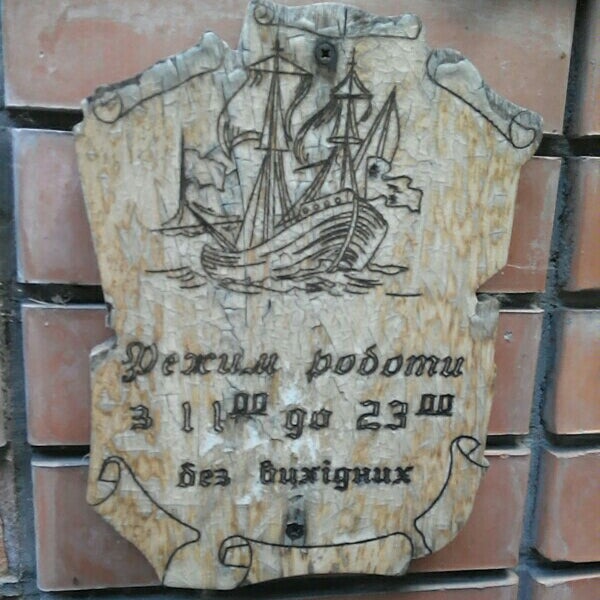 Режим роботи
з 11⁰⁰ до 23⁰⁰
без вихідних